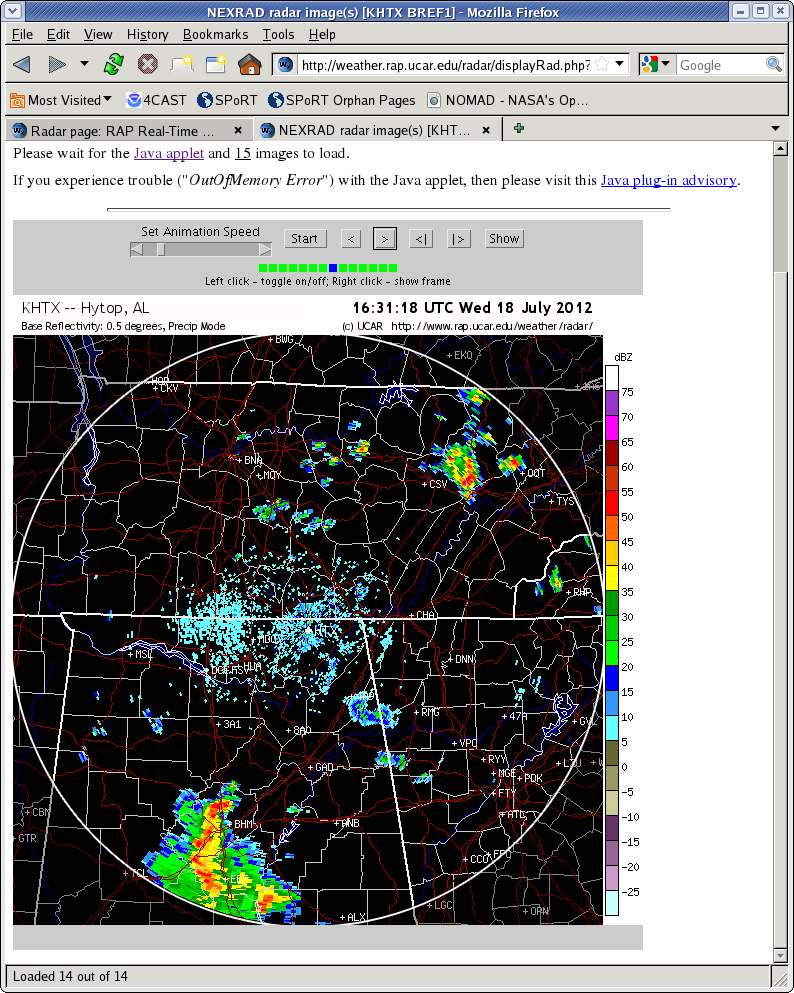 NEXRAD radar image(s) [KHTX BREF1] - Mozilla Firefox
File Edit View History Bookmarks Tools Help
http://weather.rap.ucar.edu/radar/displayRad.php? Google
Most Visited 4CAST SPoRT SPoRT Orphan Pages NOMAD - NASA's Op...
Radar page: RAP Real-Time ... NEXRAD radar image(s) [KHT...
Please wait for the Java applet and 15 images to load.
If you experience trouble ("OutOfMemory Error") with the Java applet, then please visit this Java plug-in advisory.
Set Animation Speed
Start < > <| |> Show
Left click - toggle on/off; Right click - show frame
KHTX -- Hytop, AL 16:31:18 UTC Wed 18 July 2012
Base Reflectivity: 0.5 degrees, Precip Mode (c) UCAR http://www.rap.ucar.edu/weather/radar/
dBZ
75
70
65
60
55
50
45
40
35
30
25
20
15
10
5
0
-5
-10
-15
-20
-25
+BWG
+EKQ
+CKV
+BNA
+MQY
+CSV
+OQT
+TYS
+RHP
+CHA
+MSL
+DNN
+3A1
+8A0
+RMG
+47A
+VPC
+GAD
+RYY
+MGE
+PDK
+FTY
+ATL
+CBM
+GTR
+BHM
+ANB
+CCO
+TCL
+LGC
+OPN
+ALX
Loaded 14 out of 14